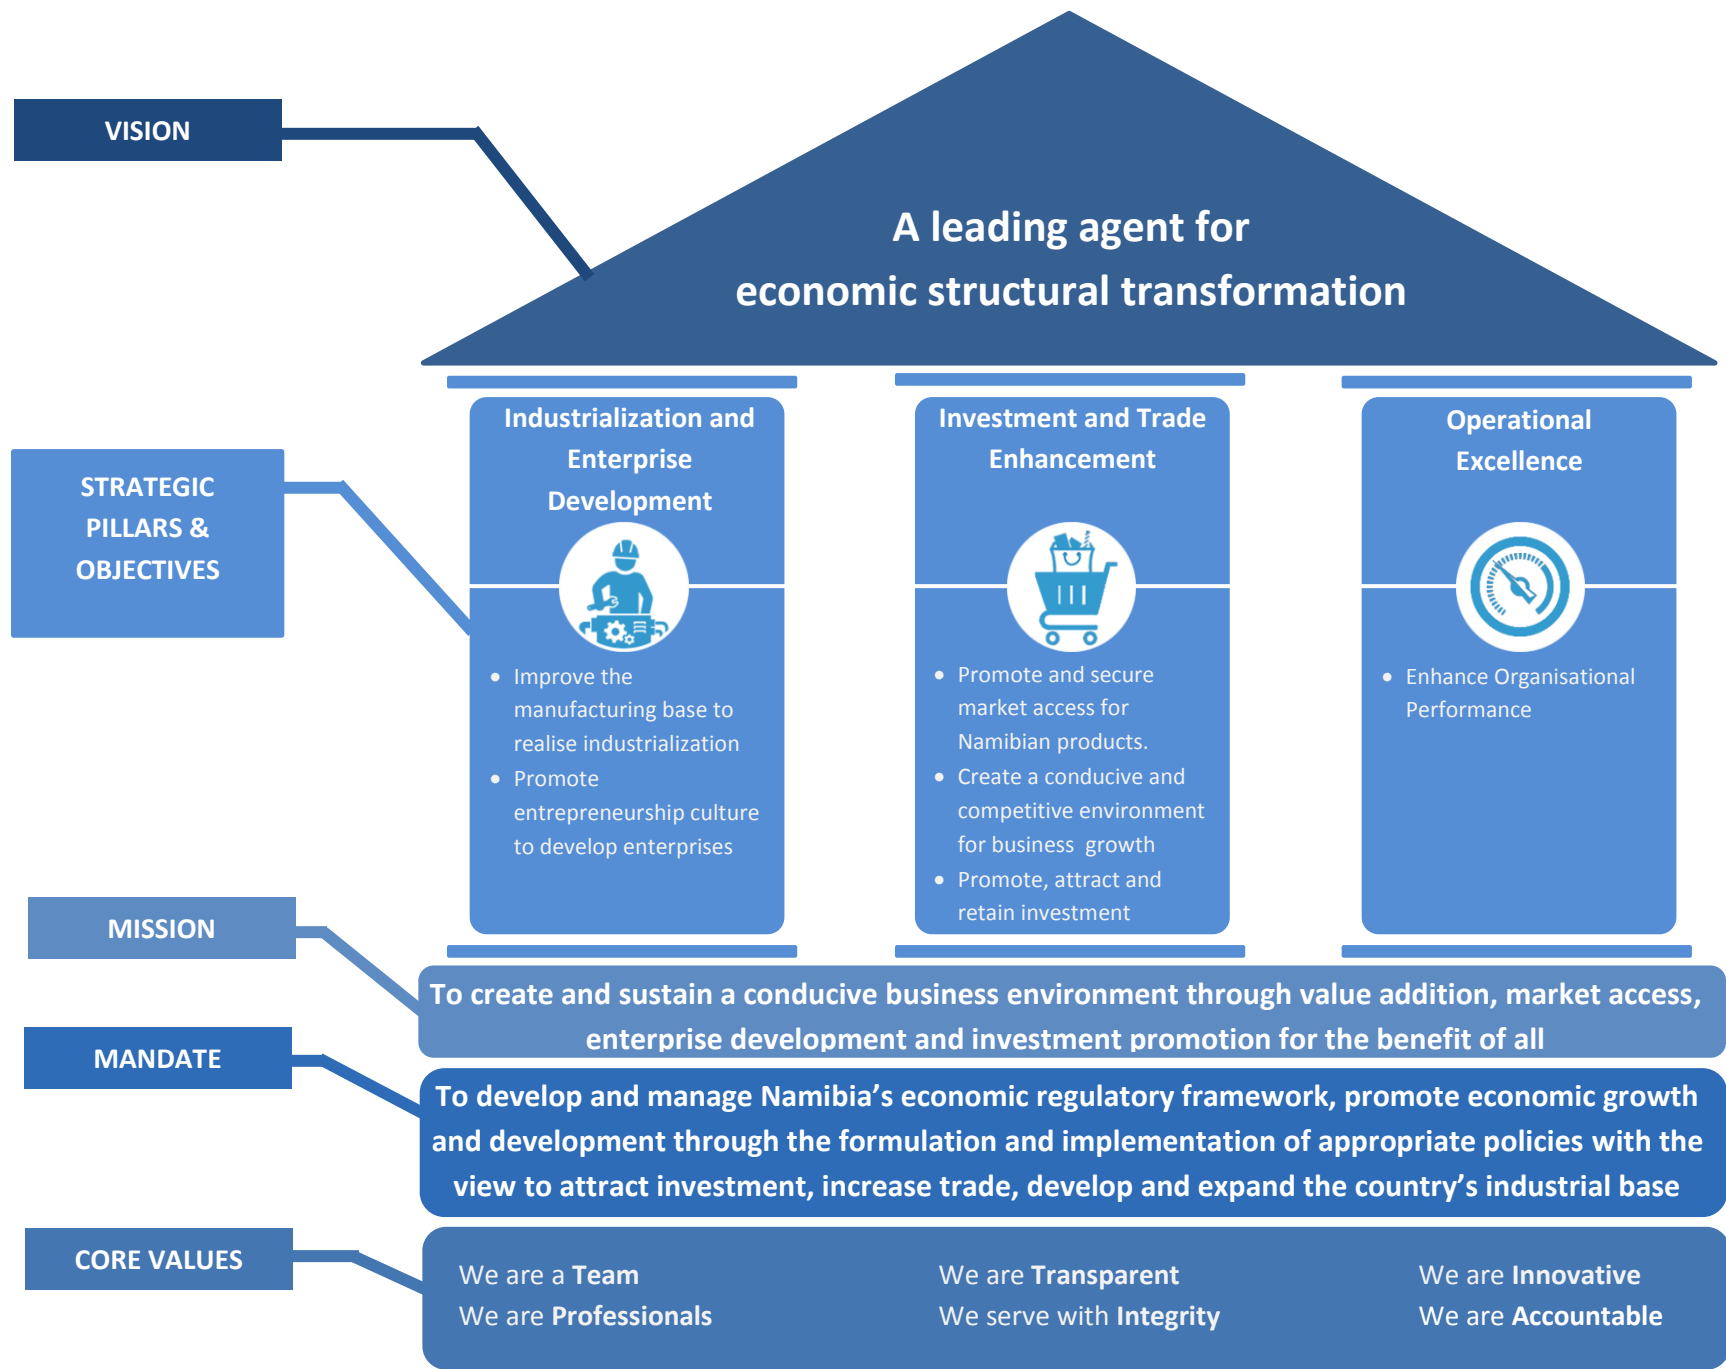 VISION
A leading agent for
economic structural transformation
STRATEGIC
PILLARS &
OBJECTIVES
Industrialization and
Enterprise
Development
• Improve the
manufacturing base to
realise industrialization
• Promote
entrepreneurship culture
to develop enterprises
Investment and Trade
Enhancement
• Promote and secure
market access for
Namibian products.
• Create a conducive and
competitive environment
for business growth
• Promote, attract and
retain investment
Operational
Excellence
• Enhance Organisational
Performance
MISSION
To create and sustain a conducive business environment through value addition, market access,
enterprise development and investment promotion for the benefit of all
MANDATE
To develop and manage Namibia’s economic regulatory framework, promote economic growth
and development through the formulation and implementation of appropriate policies with the
view to attract investment, increase trade, develop and expand the country’s industrial base
CORE VALUES
We are a Team
We are Professionals
We are Transparent
We serve with Integrity
We are Innovative
We are Accountable